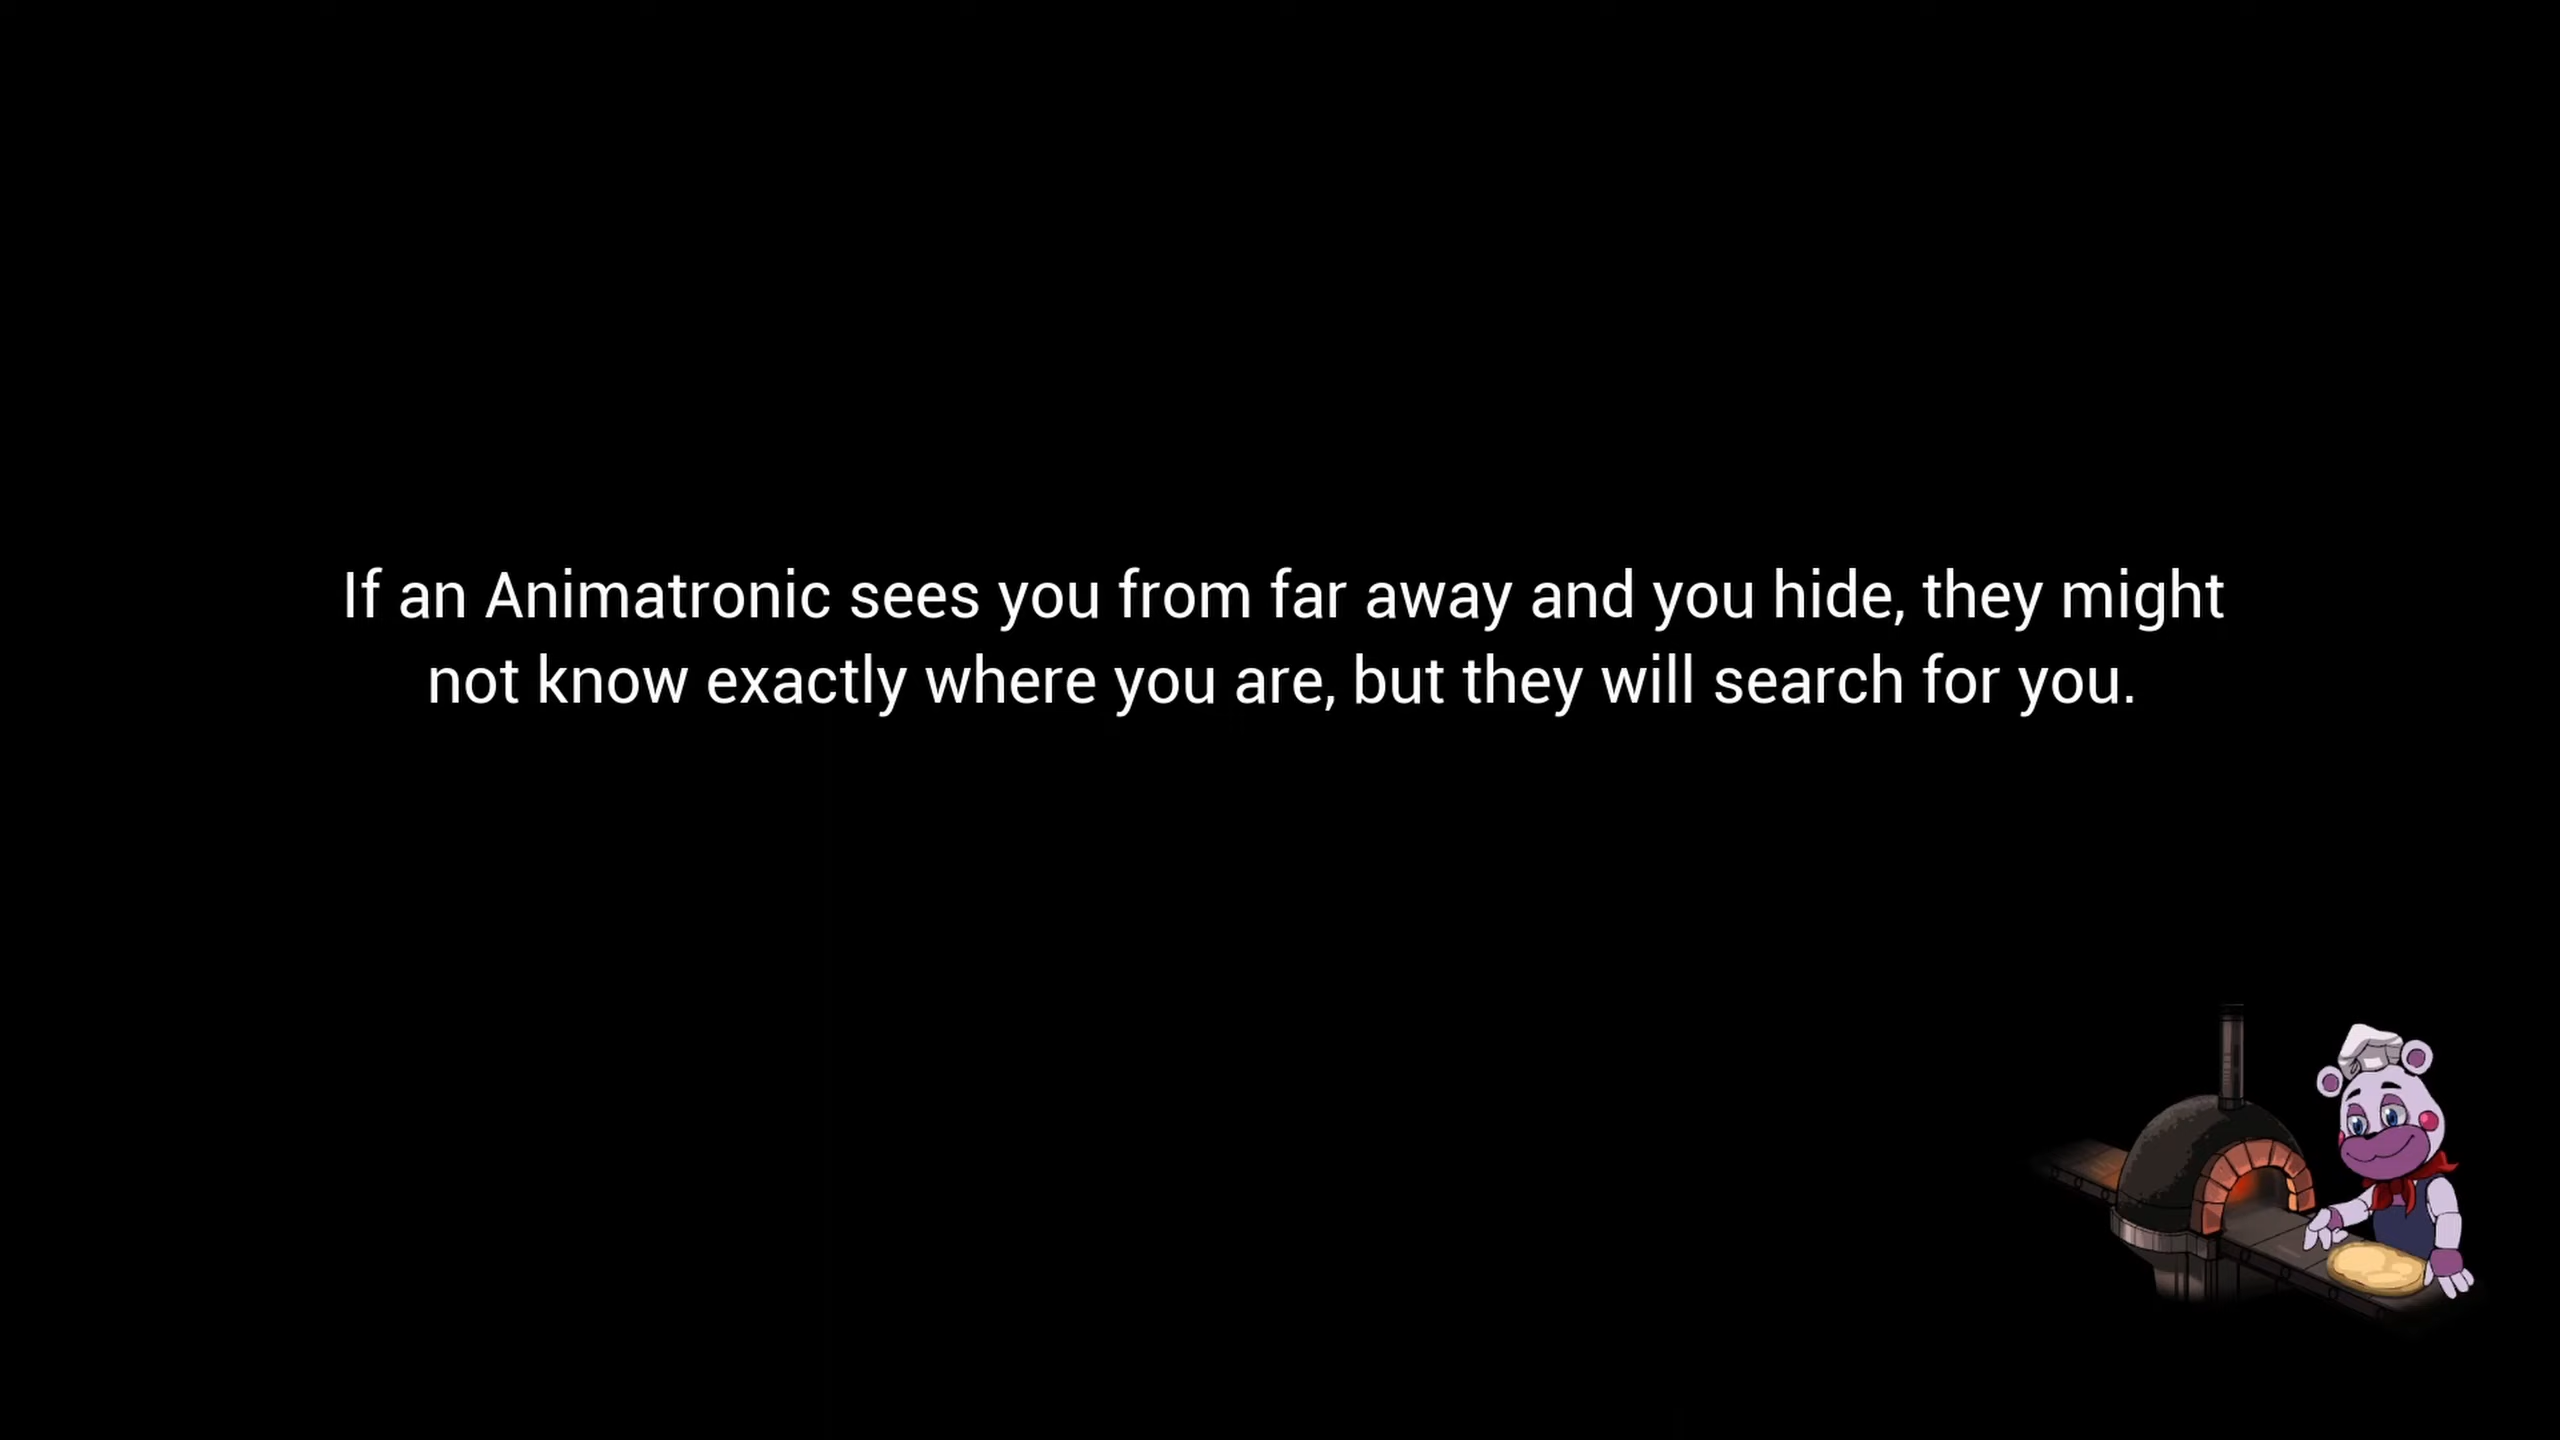 If an Animatronic sees you from far away and you hide, they might
not know exactly where you are, but they will search for you.